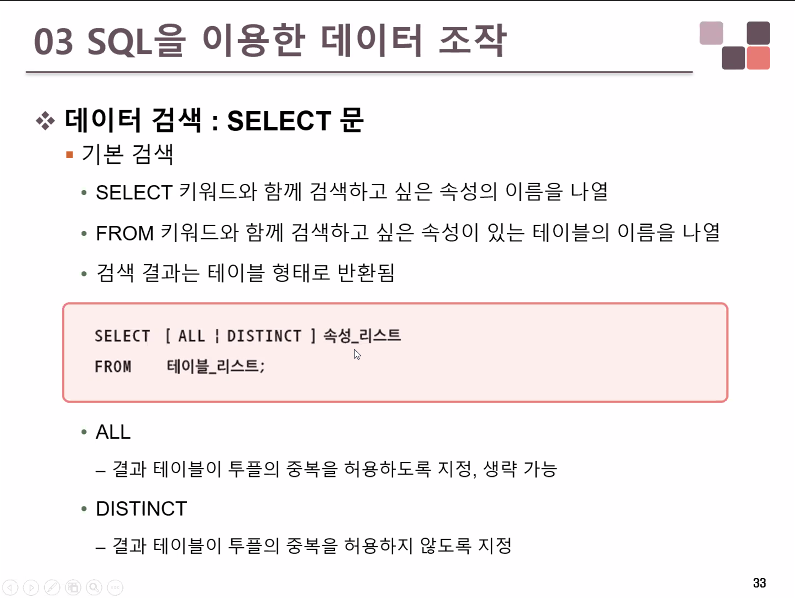 03 SQL을 이용한 데이터 조작
❖ 데이터 검색 : SELECT 문
▪ 기본 검색
• SELECT 키워드와 함께 검색하고 싶은 속성의 이름을 나열
• FROM 키워드와 함께 검색하고 싶은 속성이 있는 테이블의 이름을 나열
• 검색 결과는 테이블 형태로 반환됨
SELECT [ ALL ¦ DISTINCT ] 속성_리스트
FROM 테이블_리스트;
• ALL
– 결과 테이블이 투플의 중복을 허용하도록 지정, 생략 가능
• DISTINCT
– 결과 테이블이 투플의 중복을 허용하지 않도록 지정
33